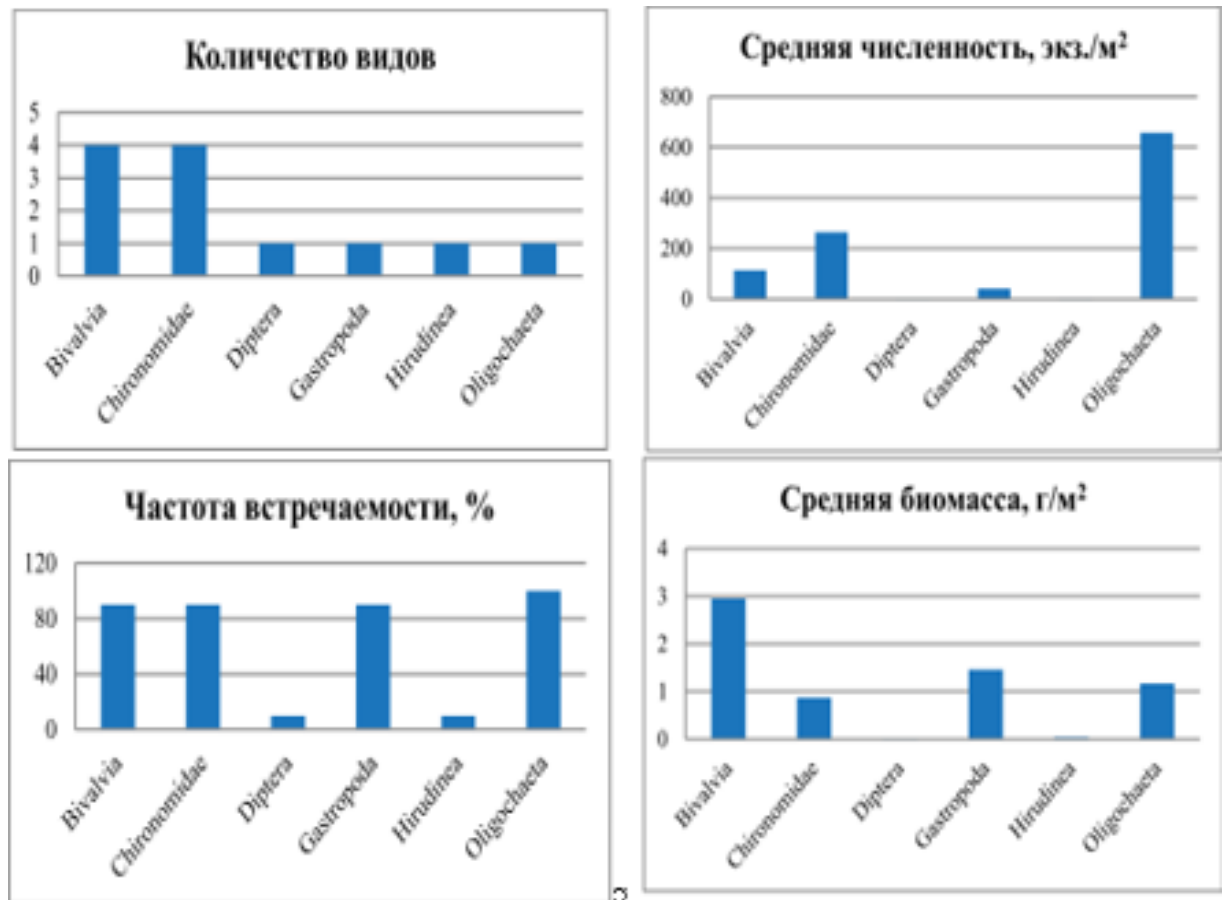 Количество видов
5
4
3
2
1
0
Bivalvia
Chironomidae
Diptera
Gastropoda
Hirudinea
Oligochaeta
Средняя численность, экз./м²
800
600
400
200
0
Bivalvia
Chironomidae
Diptera
Gastropoda
Hirudinea
Oligochaeta
Частота встречаемости, %
120
80
40
0
Bivalvia
Chironomidae
Diptera
Gastropoda
Hirudinea
Oligochaeta
Средняя биомасса, г/м²
4
3
2
1
0
Bivalvia
Chironomidae
Diptera
Gastropoda
Hirudinea
Oligochaeta